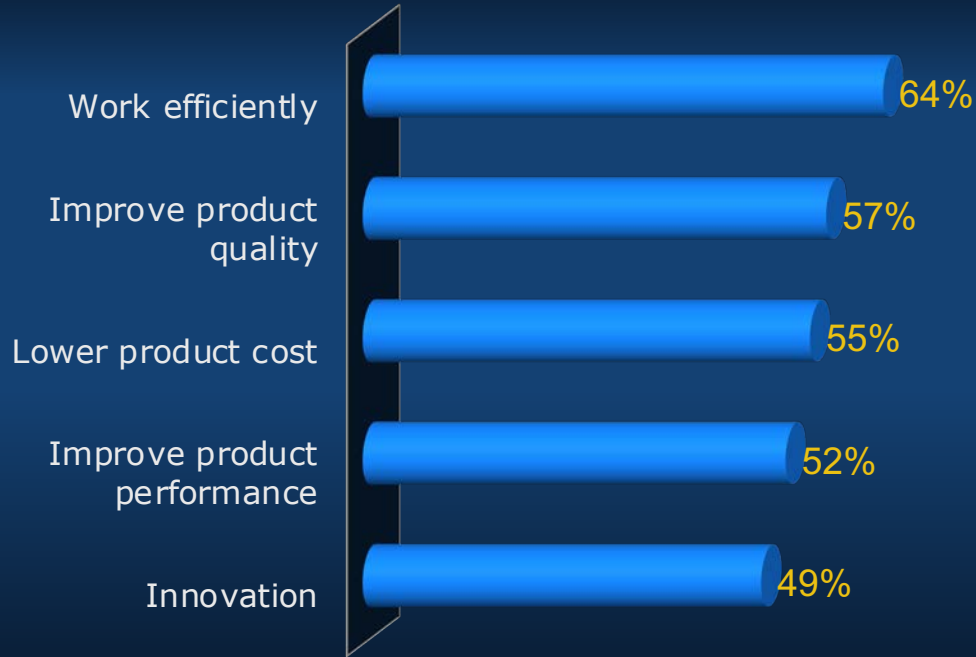 Work efficiently
64%
Improve product
quality
57%
Lower product cost
55%
Improve product
performance
52%
Innovation
49%